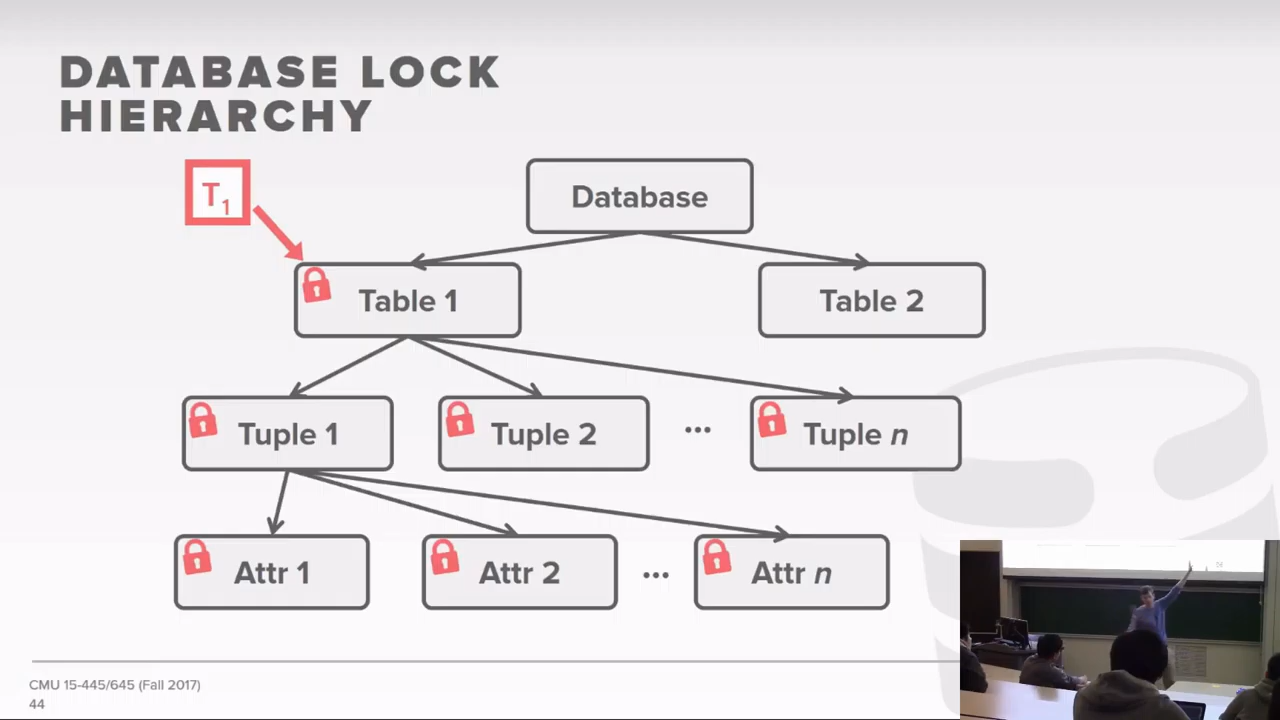 DATABASE LOCK
HIERARCHY
T1
Database
Table 1
Table 2
Tuple 1
Tuple 2
...
Tuple n
Attr 1
Attr 2
...
Attr n
CMU 15-445/645 (Fall 2017)
44